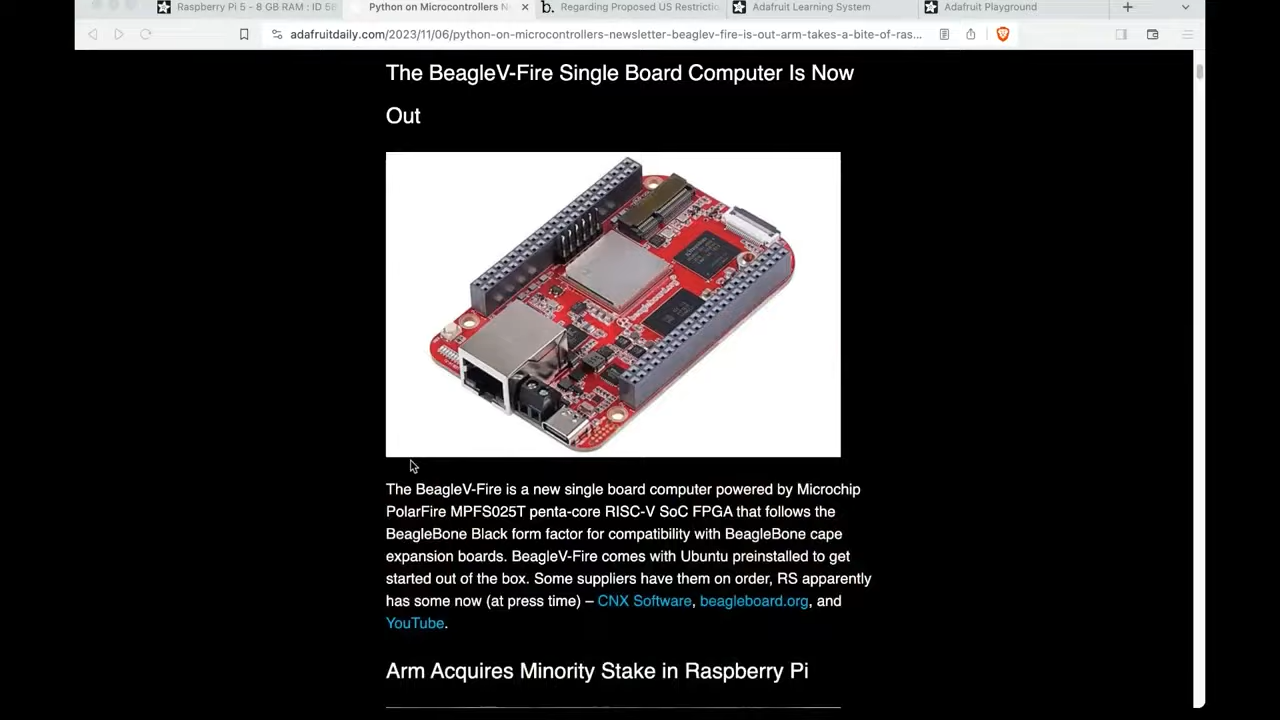 Raspberry Pi 5 - 8 GB RAM : ID 58
Python on Microcontrollers N
b. Regarding Proposed US Restrictio
Adafruit Learning System
Adafruit Playground
adafruitdaily.com/2023/11/06/python-on-microcontrollers-newsletter-beaglev-fire-is-out-arm-takes-a-bite-of-ras...
The BeagleV-Fire Single Board Computer Is Now
Out
beagleboard.org
The BeagleV-Fire is a new single board computer powered by Microchip
PolarFire MPFS025T penta-core RISC-V SoC FPGA that follows the
BeagleBone Black form factor for compatibility with BeagleBone cape
expansion boards. BeagleV-Fire comes with Ubuntu preinstalled to get
started out of the box. Some suppliers have them on order, RS apparently
has some now (at press time) – CNX Software, beagleboard.org, and
YouTube.
Arm Acquires Minority Stake in Raspberry Pi